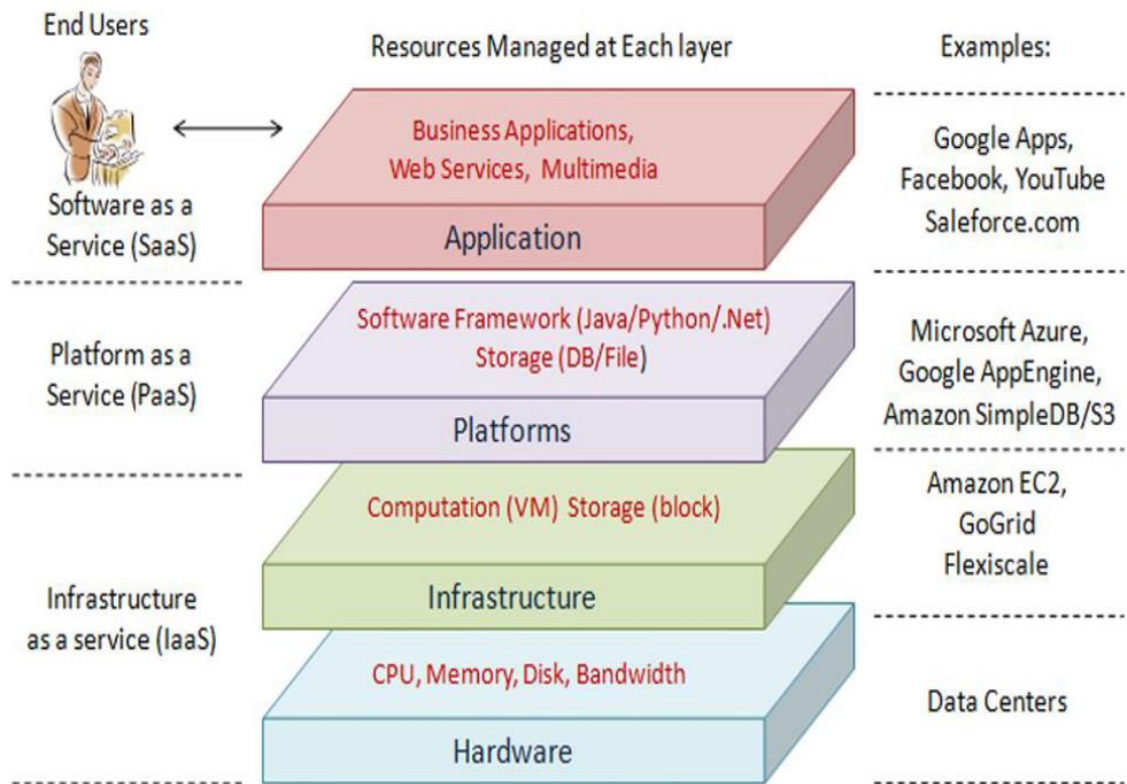 End Users
Resources Managed at Each layer
Examples:
Business Applications,
Web Services, Multimedia
Application
Software as a
Service (SaaS)
Google Apps,
Facebook, YouTube
Saleforce.com
Software Framework (Java/Python/.Net)
Storage (DB/File)
Platforms
Platform as a
Service (PaaS)
Microsoft Azure,
Google AppEngine,
Amazon SimpleDB/S3
Computation (VM) Storage (block)
Infrastructure
Amazon EC2,
GoGrid
Flexiscale
Infrastructure
as a service (IaaS)
CPU, Memory, Disk, Bandwidth
Hardware
Data Centers